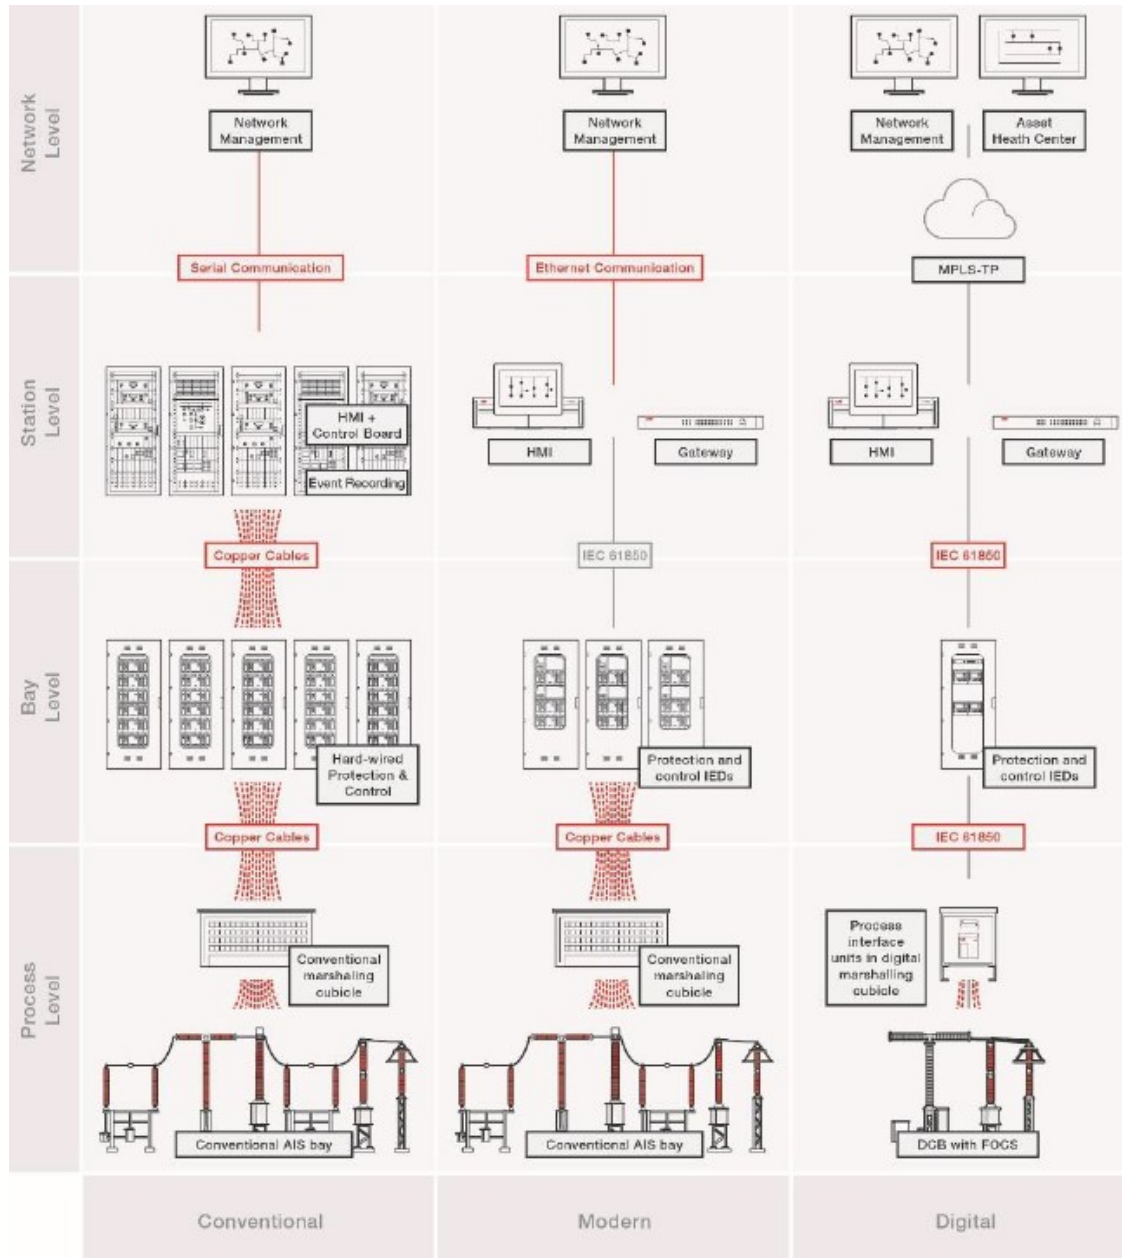 Network
Level
Network
Management
Serial Communication
Network
Management
Ethernet Communication
Network
Management
Asset
Heath Center
MPLS-TP
Station
Level
HMI +
Control Board
Event Recording
Copper Cables
HMI
Gateway
IEC 61850
HMI
Gateway
IEC 61850
Bay
Level
Hard-wired
Protection &
Control
Copper Cables
Protection and
control IEDs
Copper Cables
Protection and
control IEDs
IEC 61850
Process
Level
Conventional
marshaling
cubicle
Conventional AIS bay
Conventional
marshaling
cubicle
Conventional AIS bay
Process
interface
units in digital
marshalling
cubicle
DCB with FOCS
Conventional
Modern
Digital